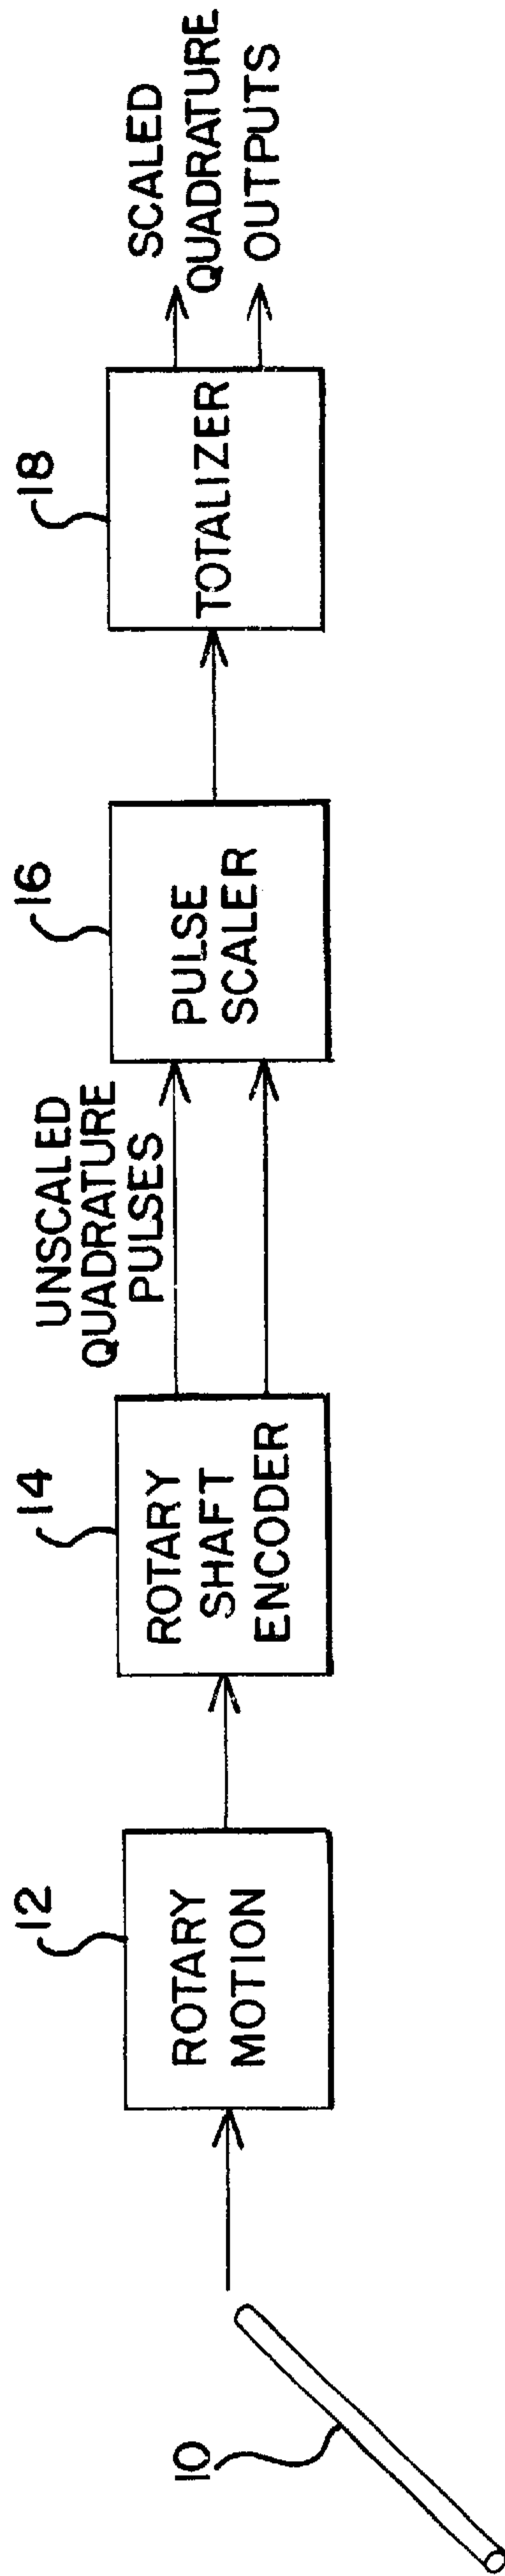 10
12
ROTARY
MOTION
14
ROTARY
SHAFT
ENCODER
UNSCALED
QUADRATURE
PULSES
16
PULSE
SCALER
18
TOTALIZER
SCALED
QUADRATURE
OUTPUTS